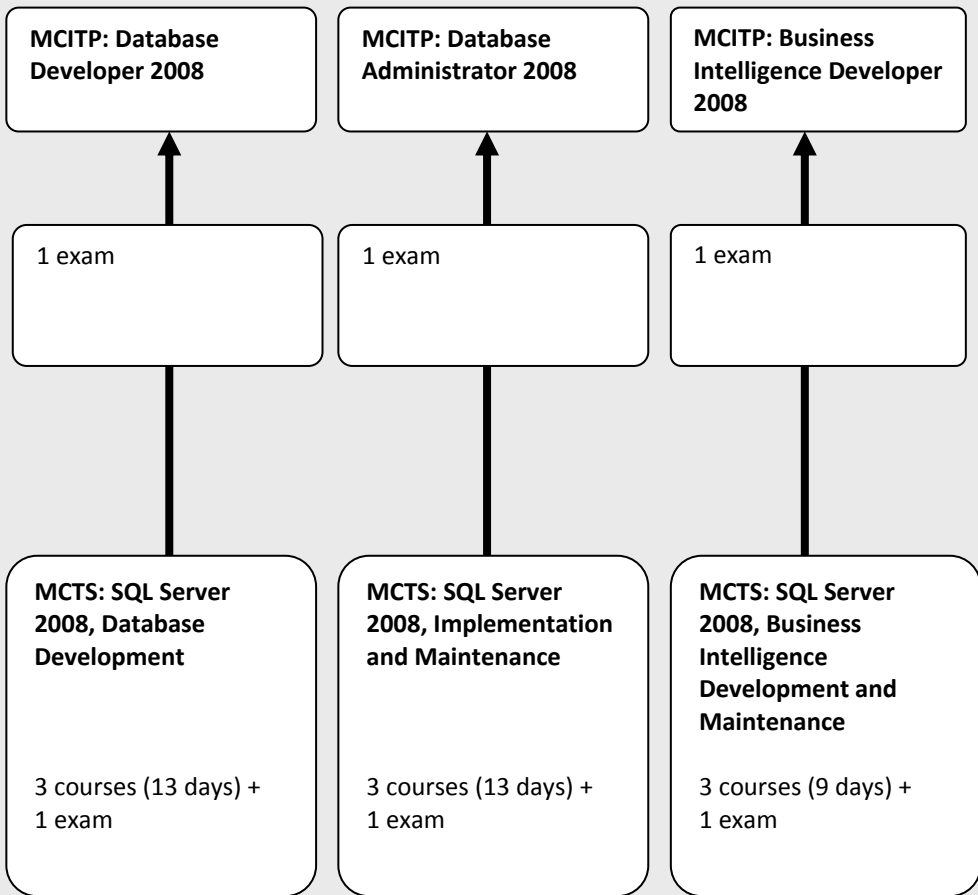 MCITP: Database
Developer 2008
MCITP: Database
Administrator 2008
MCITP: Business
Intelligence Developer
2008
1 exam
1 exam
1 exam
MCTS: SQL Server
2008, Database
Development
3 courses (13 days) +
1 exam
MCTS: SQL Server
2008, Implementation
and Maintenance
3 courses (13 days) +
1 exam
MCTS: SQL Server
2008, Business
Intelligence
Development and
Maintenance
3 courses (9 days) +
1 exam